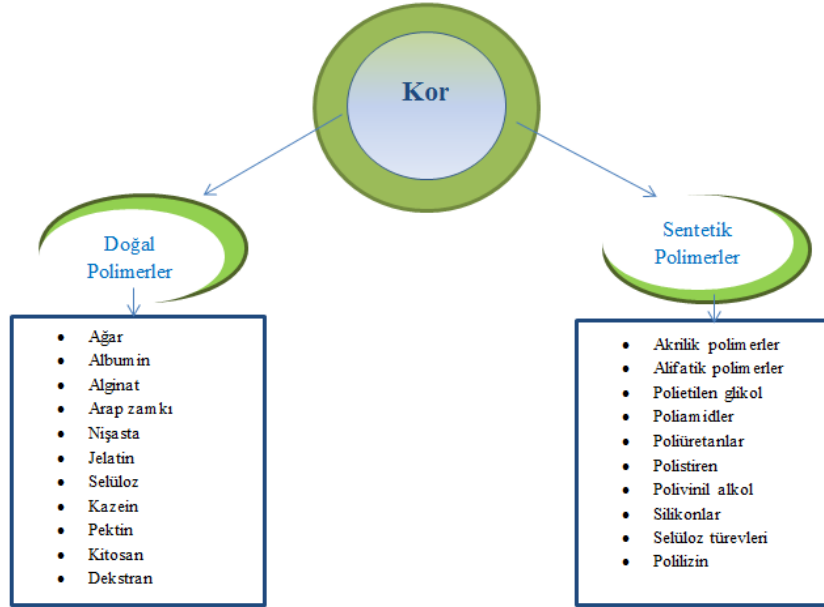 Kor
Doğal
Polimerler
Ağar
Albumin
Alginat
Arap zamkı
Nişasta
Jelatin
Selüloz
Kazein
Pektin
Kitosan
Dekstran
Sentetik
Polimerler
Akrilik polimerler
Alifatik polimerler
Polietilen glikol
Poliamidler
Poliüretanlar
Polistiren
Polivinil alkol
Silikonlar
Selüloz türevleri
Polilizin